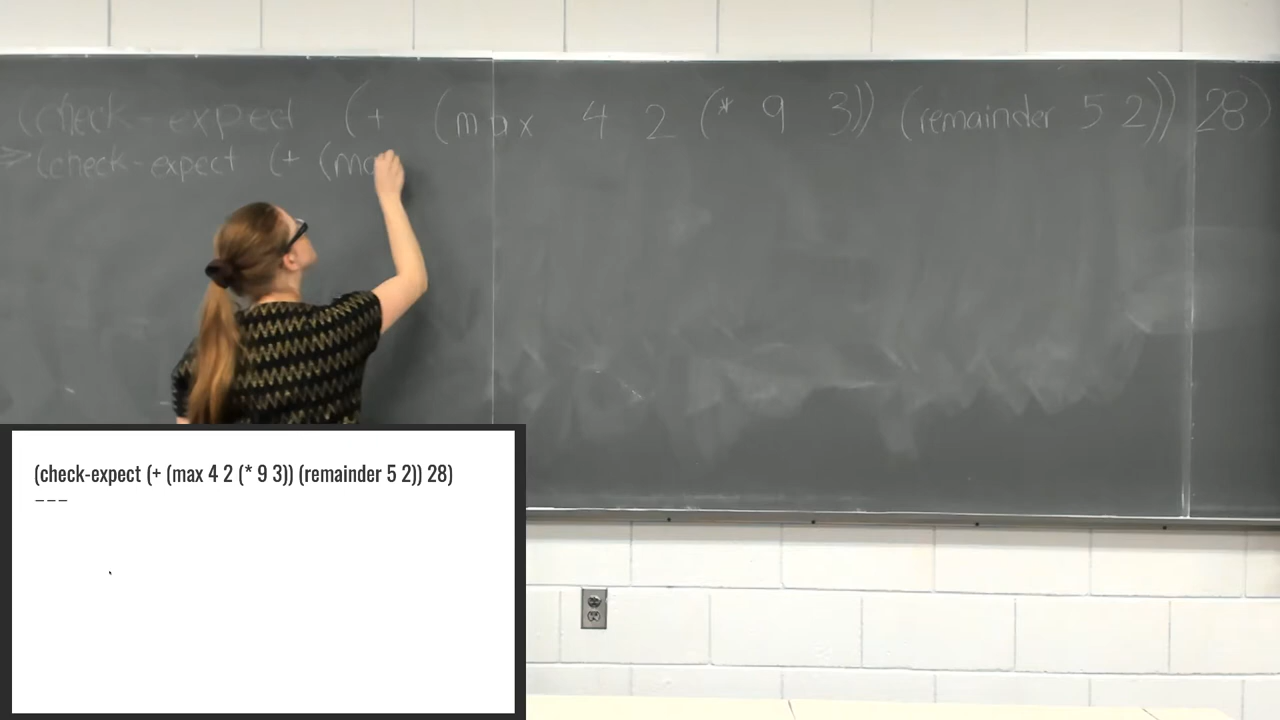 (check-expect (+ (max 4 2 (* 9 3)) (remainder 5 2)) 28)
⇒ (check-expect (+ (ma
(check-expect (+ (max 4 2 (* 9 3)) (remainder 5 2)) 28)
---